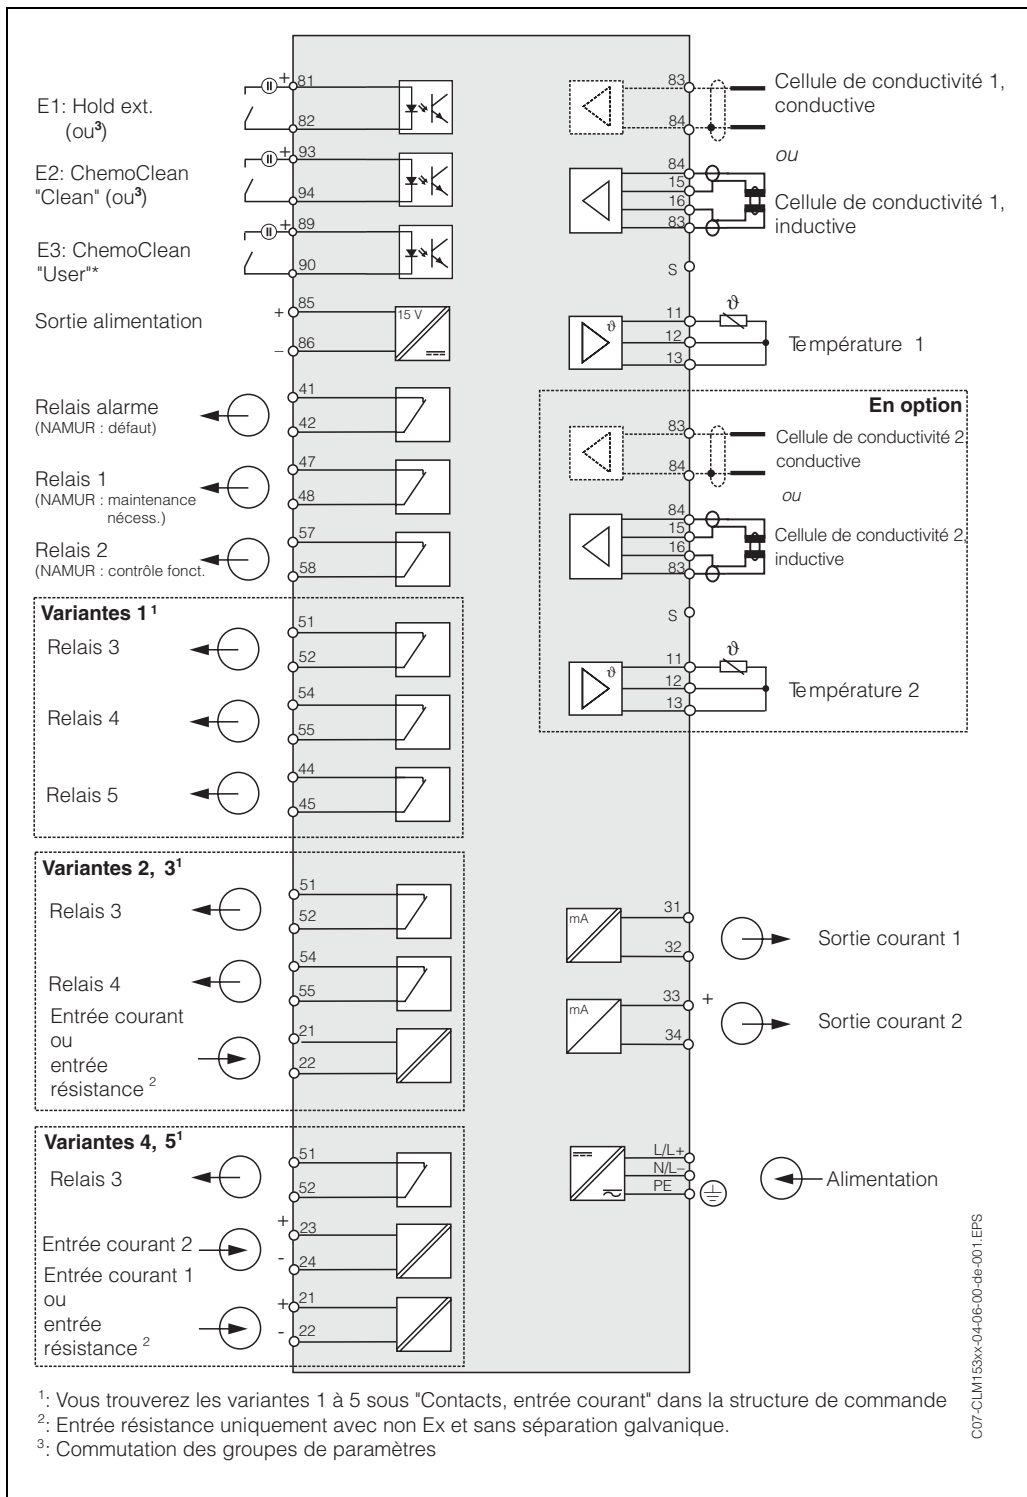 E1: Hold ext.
(ou³)
81
82
E2: ChemoClean
"Clean" (ou³)
93
94
E3: ChemoClean
"User"*
89
90
Sortie alimentation
+ 85
15 V
– 86
Relais alarme
(NAMUR : défaut)
41
42
Relais 1
(NAMUR : maintenance
nécess.)
47
48
Relais 2
(NAMUR : contrôle fonct.
57
58
Variantes 1¹
Relais 3
51
52
Relais 4
54
55
Relais 5
44
45
Variantes 2, 3¹
Relais 3
51
52
Relais 4
54
55
Entrée courant
ou
entrée
résistance ²
21
22
Variantes 4, 5¹
Relais 3
51
52
Entrée courant 2
+ 23
- 24
Entrée courant 1
ou
entrée
résistance ²
+ 21
- 22
83
84
Cellule de conductivité 1,
conductive
ou
84
15
16
83
Cellule de conductivité 1,
inductive
S
ϑ
11
12
13
ϑ
Température 1
En option
83
84
Cellule de conductivité 2,
conductive
ou
84
15
16
83
Cellule de conductivité 2,
inductive
S
ϑ
11
12
13
ϑ
Température 2
mA
31
32
Sortie courant 1
mA
33 +
34
Sortie courant 2
L/L+
N/L–
PE
Alimentation
C07-CLM153xx-04-06-00-de-001.EPS
¹: Vous trouverez les variantes 1 à 5 sous "Contacts, entrée courant" dans la structure de commande
²: Entrée résistance uniquement avec non Ex et sans séparation galvanique.
³: Commutation des groupes de paramètres